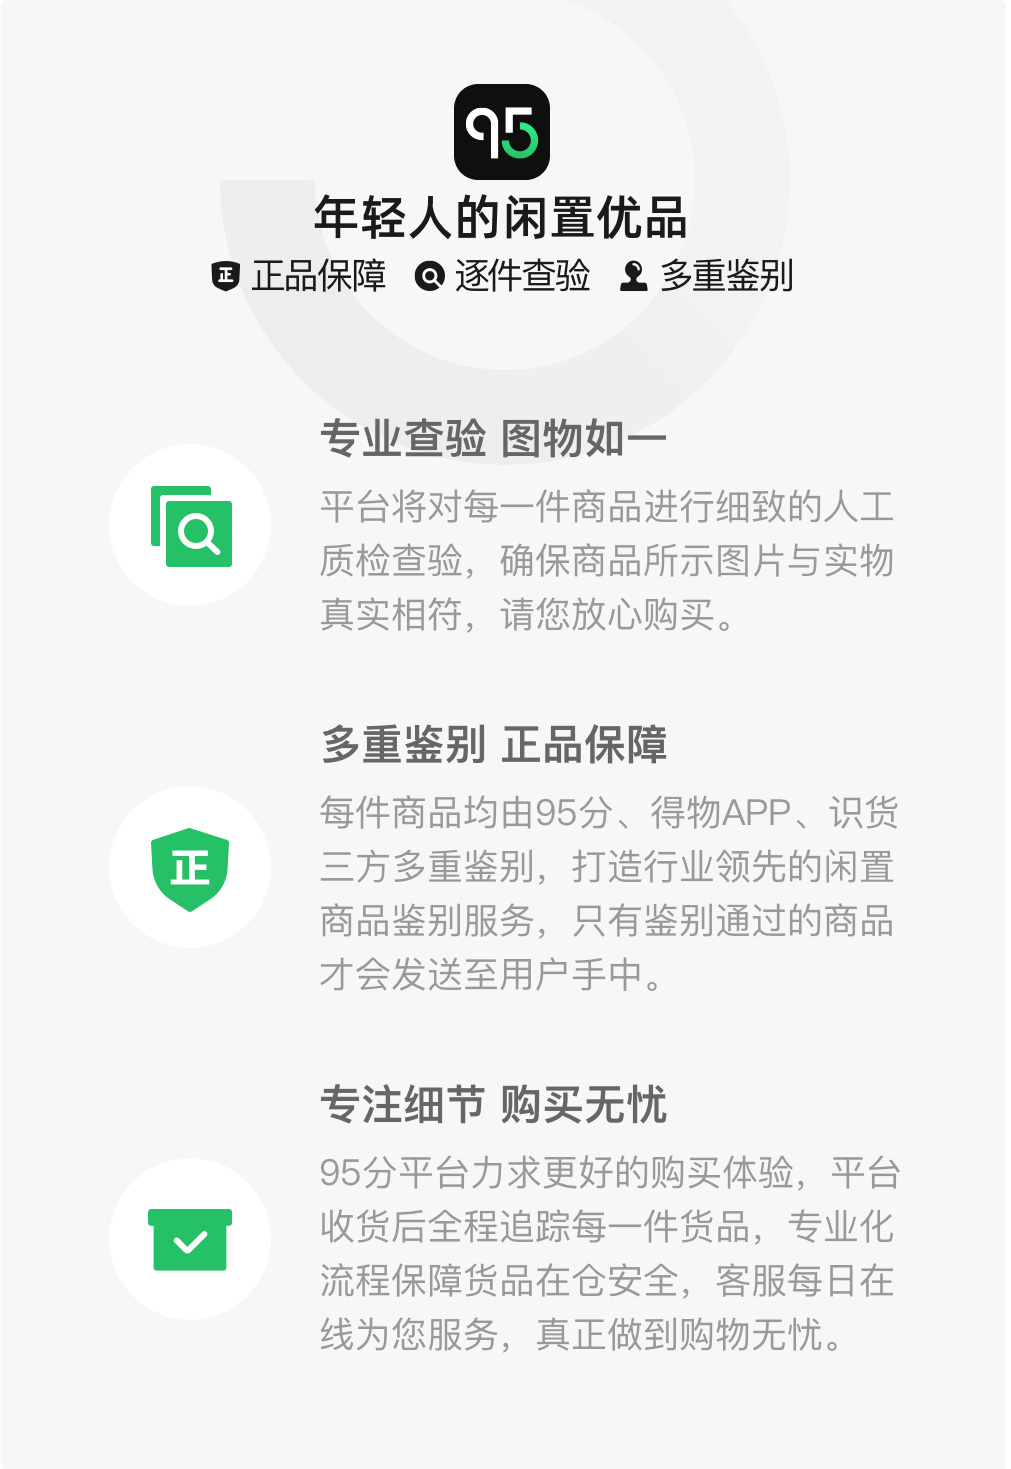 95
年轻人的闲置优品
正 正品保障 逐件查验 多重鉴别
专业查验 图物如一
平台将对每一件商品进行细致的人工
质检查验，确保商品所示图片与实物
真实相符，请您放心购买。
多重鉴别 正品保障
正
每件商品均由95分、得物APP、识货
三方多重鉴别，打造行业领先的闲置
商品鉴别服务，只有鉴别通过的商品
才会发送至用户手中。
专注细节 购买无忧
95分平台力求更好的购买体验，平台
收货后全程追踪每一件货品，专业化
流程保障货品在仓安全，客服每日在
线为您服务，真正做到购物无忧。